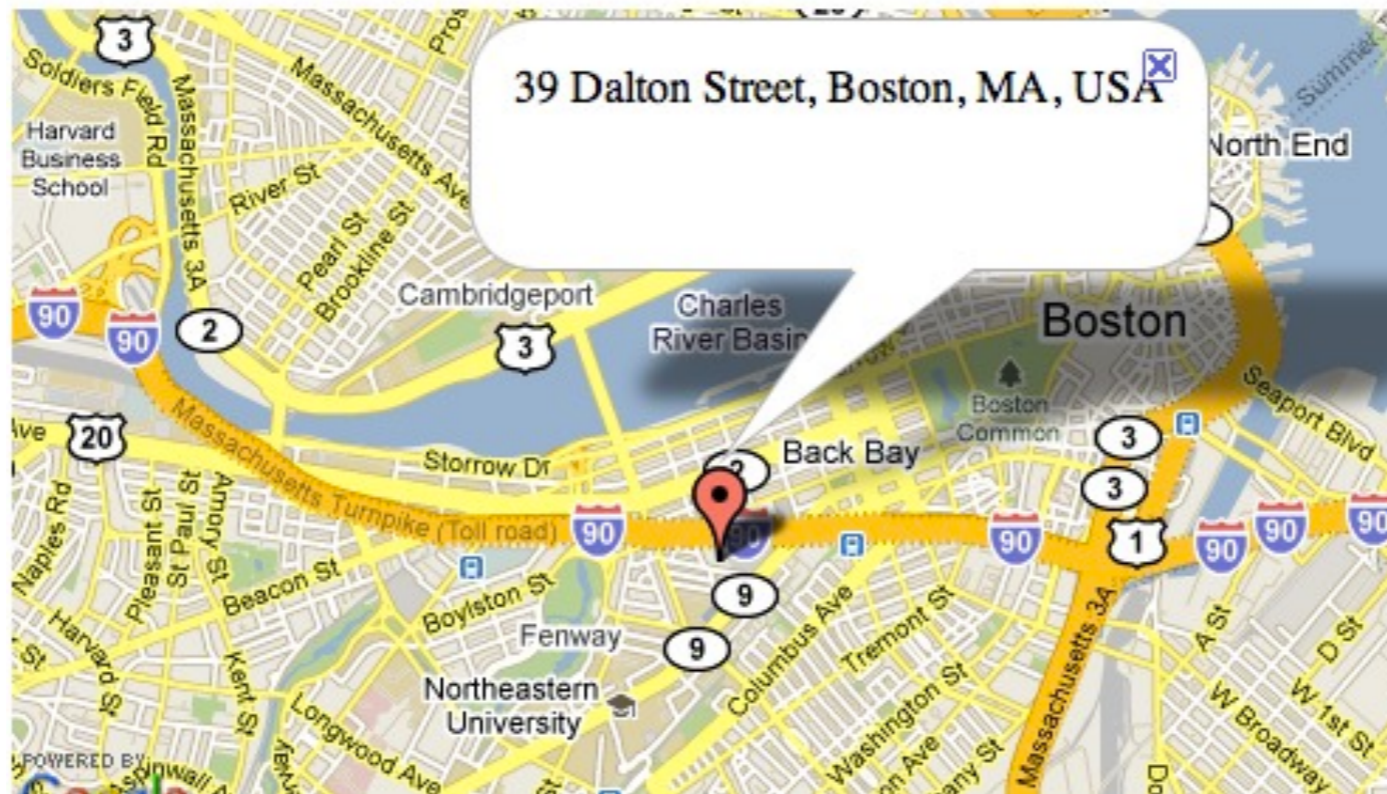 3
Soldiers Field Rd
Massachusetts 3A
Massachusetts Ave
39 Dalton Street, Boston, MA, USA
Summer
Harvard
Business
School
River St
Pearl St
Brookline St
North End
90
90
2
Cambridgeport
3
Charles
River Basin
Boston
Boston
Common
Seaport Blvd
Ave
20
3
3
Massachusetts Turnpike (Toll road)
Storrow Dr
Back Bay
90
90
90
1
90
90
90
Naples Rd
Pleasant St
St Paul St
Amory St
Beacon St
Boylston St
9
9
Fenway
Columbus Ave
Tremont St
Massachusetts 3A
A St
D St
Harvard St
Kent St
Northeastern
University
Washington St
W Broadway
W 1st St
Longwood Ave
POWERED BY